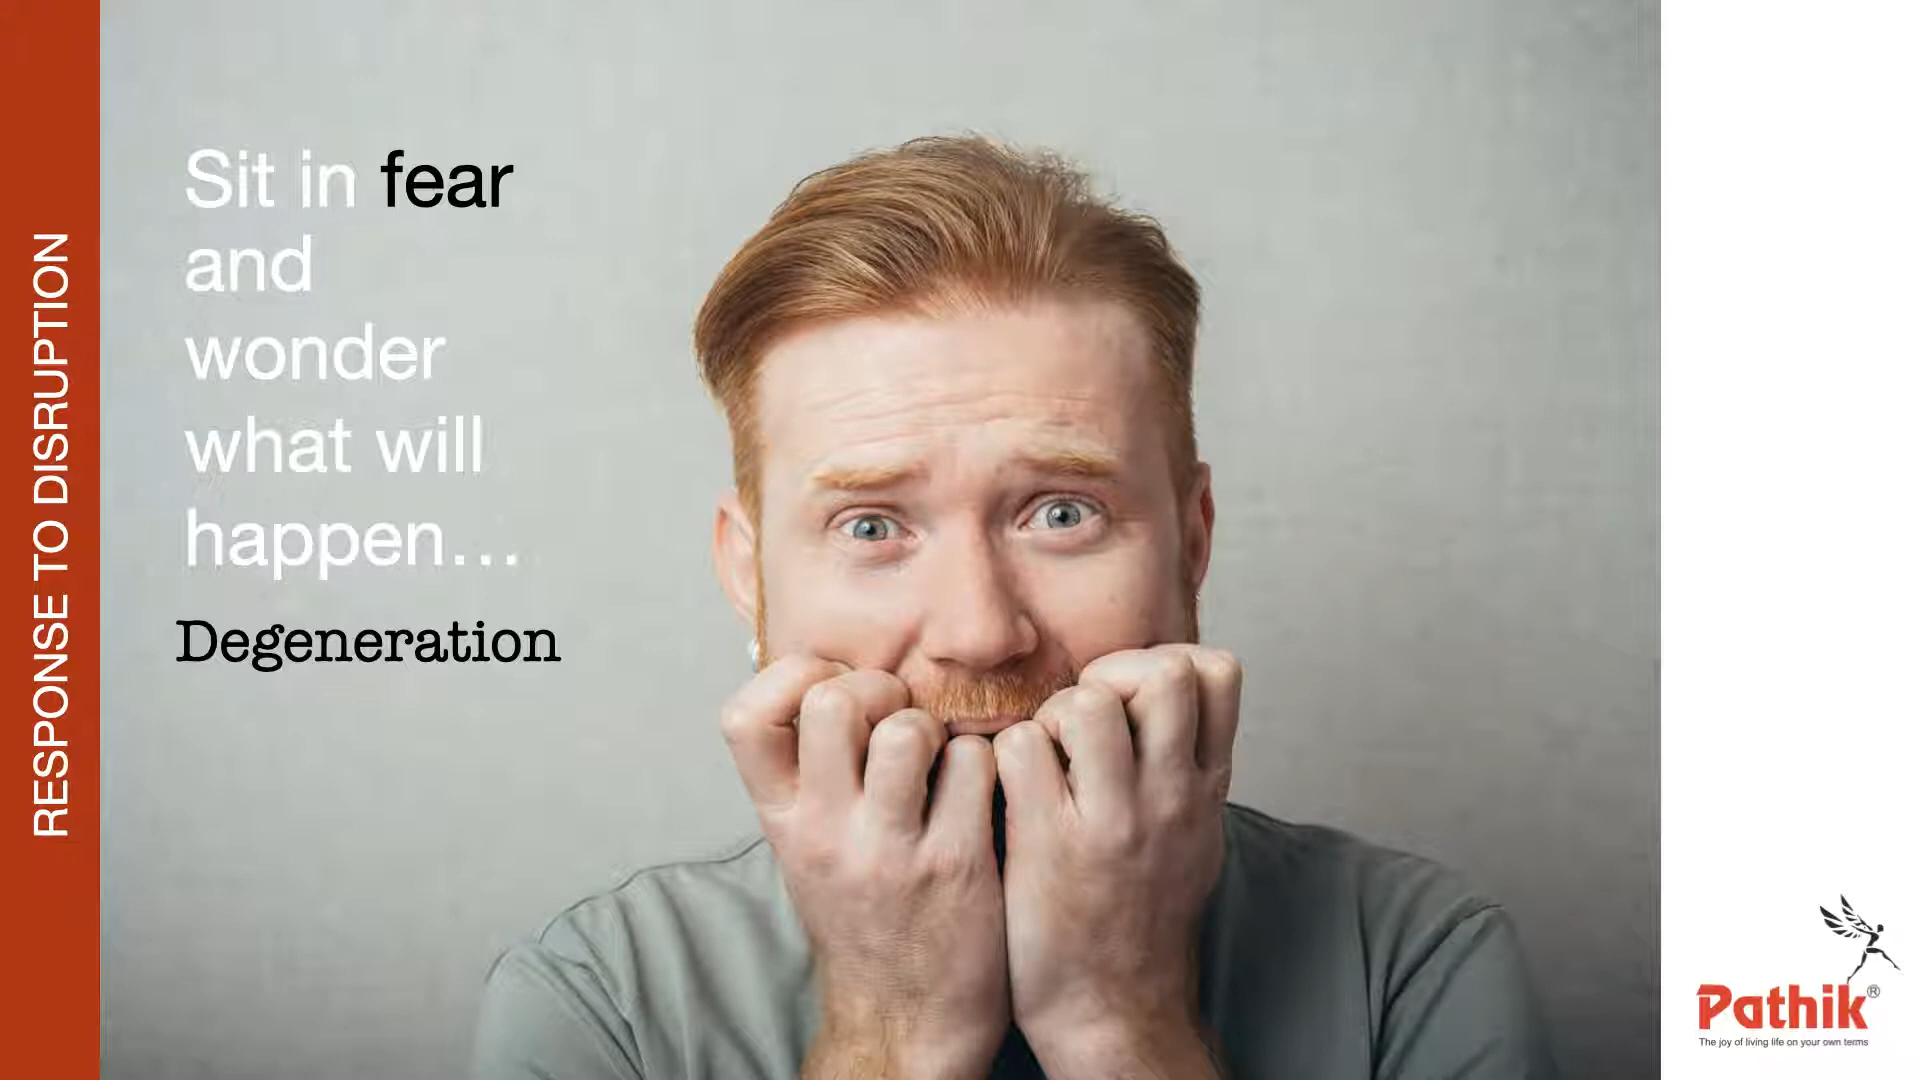 RESPONSE TO DISRUPTION
Sit in fear
and
wonder
what will
happen...
Degeneration
Pathik®
The joy of living life on your own terms